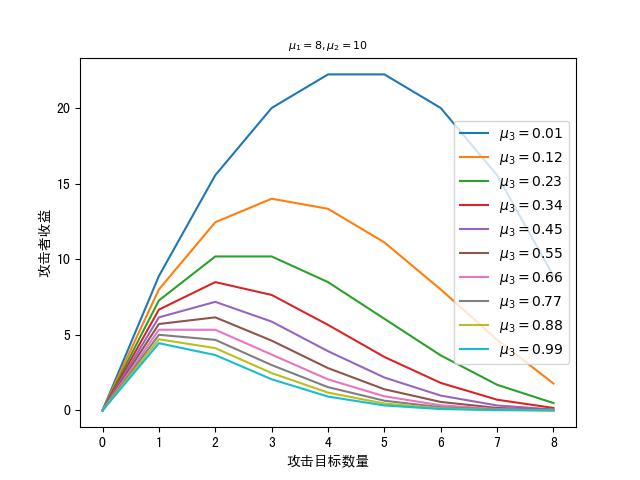 μ₁ = 8, μ₂ = 10
20
15
10
5
0
攻击者收益
0 1 2 3 4 5 6 7 8
攻击目标数量
μ₃ = 0.01
μ₃ = 0.12
μ₃ = 0.23
μ₃ = 0.34
μ₃ = 0.45
μ₃ = 0.55
μ₃ = 0.66
μ₃ = 0.77
μ₃ = 0.88
μ₃ = 0.99